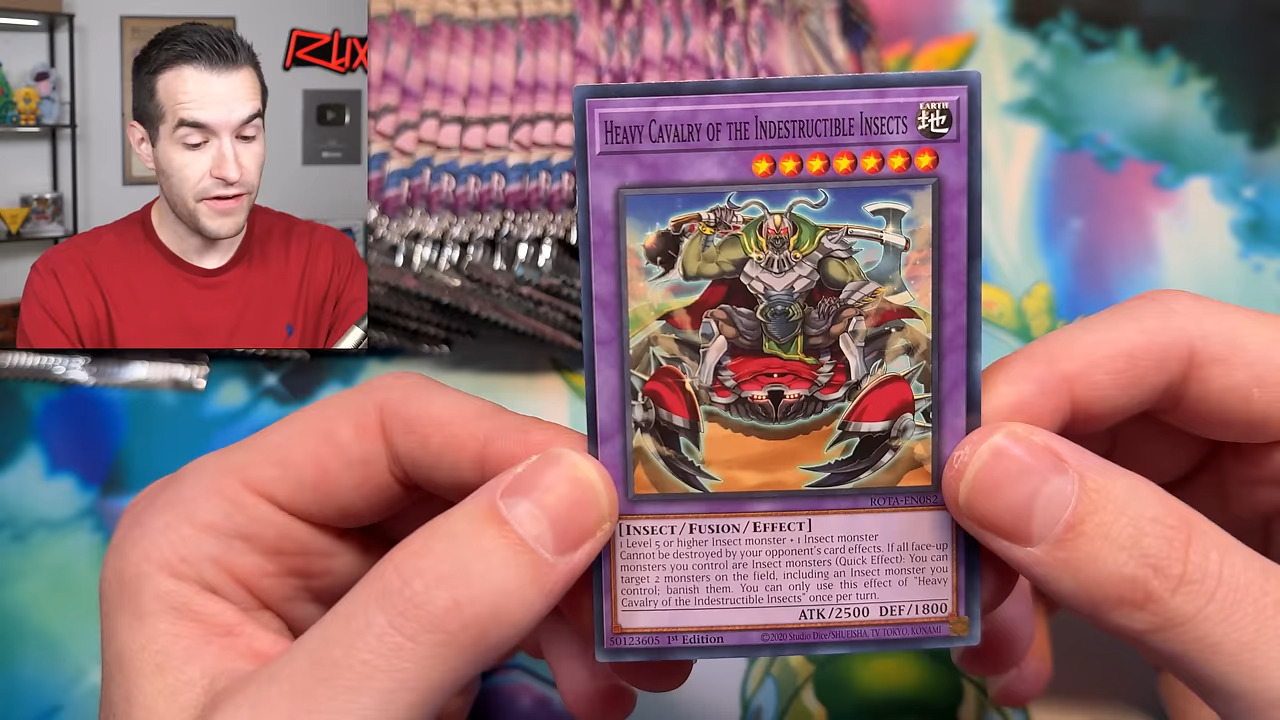 RUX
HEAVY CAVALRY OF THE INDESTRUCTIBLE INSECTS
EARTH
地
ROTA-EN082
[INSECT/FUSION/EFFECT]
1 Level 5 or higher Insect monster + 1 Insect monster
Cannot be destroyed by your opponent's card effects. If all face-up
monsters you control are Insect monsters (Quick Effect): You can
target 2 monsters on the field, including an Insect monster you
control; banish them. You can only use this effect of "Heavy
Cavalry of the Indestructible Insects" once per turn.
ATK/2500 DEF/1800
50123605 1st Edition
©2020 Studio Dice/SHUEISHA, TV TOKYO, KONAMI